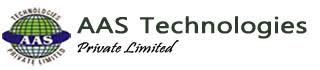 TECHNOLOGIES
AAS
PRIVATE LIMITED
AAS Technologies
Private Limited